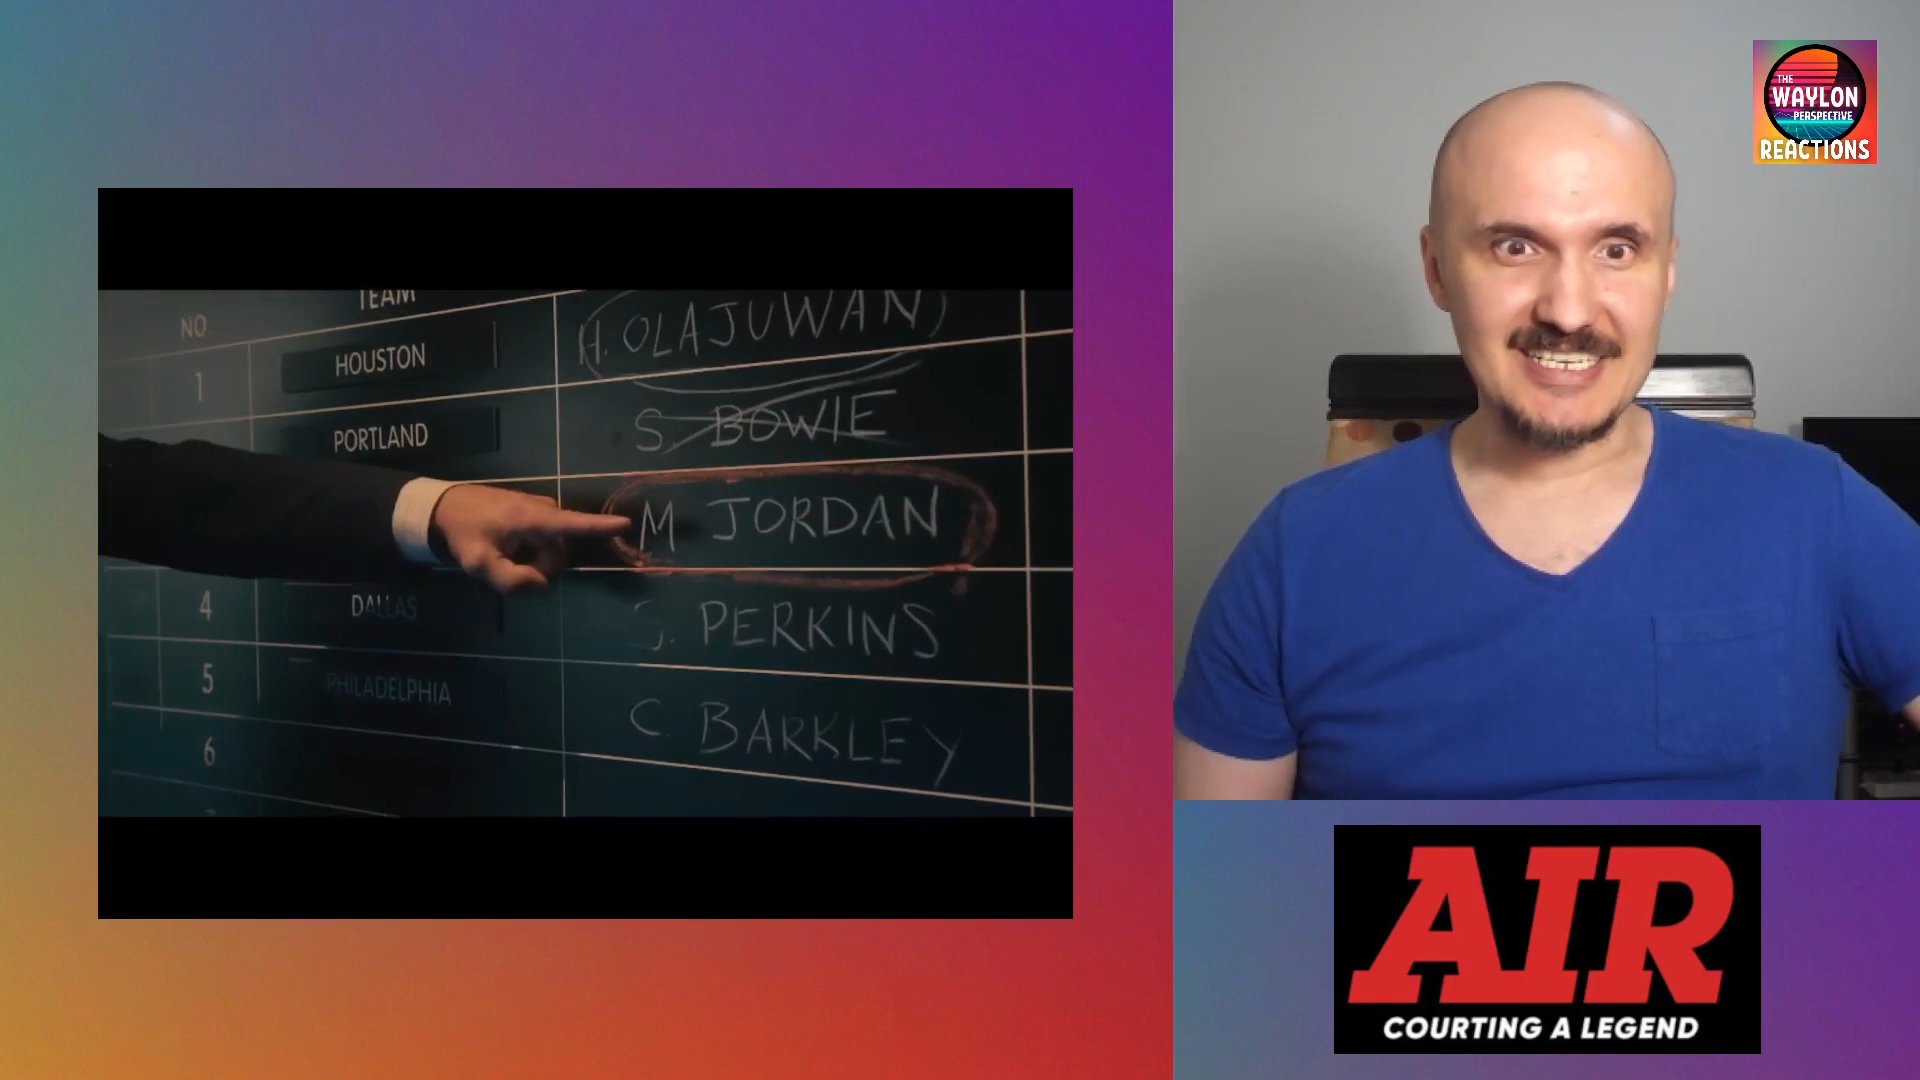 NO. TEAM
1 HOUSTON H. OLAJUWAN
PORTLAND S. BOWIE
M JORDAN
4 DALLAS S. PERKINS
5 PHILADELPHIA C BARKLEY
6
THE
WAYLON
PERSPECTIVE
REACTIONS
AIR
COURTING A LEGEND